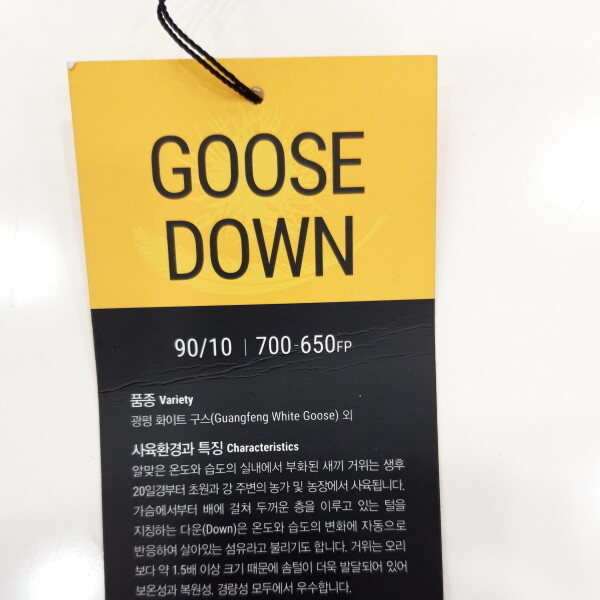 GOOSE
DOWN
90/10 | 700-650FP
품종 Variety
광펑 화이트 구스(Guangfeng White Goose) 외
사육환경과 특징 Characteristics
알맞은 온도와 습도의 실내에서 부화된 새끼 거위는 생후
20일경부터 초원과 강 주변의 농가 및 농장에서 사육됩니다.
가슴에서부터 배에 걸쳐 두꺼운 층을 이루고 있는 털을
지칭하는 다운(Down)은 온도와 습도의 변화에 자동으로
반응하여 살아있는 섬유라고 불리기도 합니다. 거위는 오리
보다 약 1.5배 이상 크기 때문에 솜털이 더욱 발달되어 있어
보온성과 복원성, 경량성 모두에서 우수합니다.